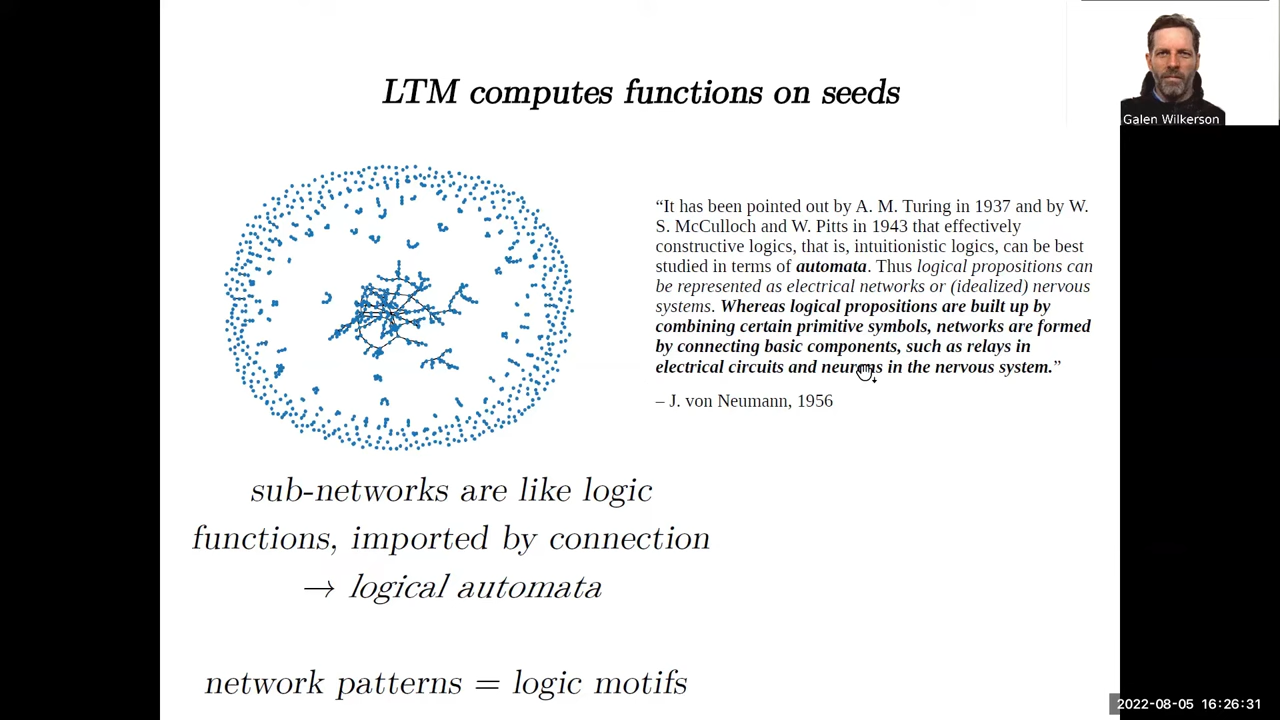 LTM computes functions on seeds
Galen Wilkerson
“It has been pointed out by A. M. Turing in 1937 and by W.
S. McCulloch and W. Pitts in 1943 that effectively
constructive logics, that is, intuitionistic logics, can be best
studied in terms of automata. Thus logical propositions can
be represented as electrical networks or (idealized) nervous
systems. Whereas logical propositions are built up by
combining certain primitive symbols, networks are formed
by connecting basic components, such as relays in
electrical circuits and neurons in the nervous system.”
– J. von Neumann, 1956
sub-networks are like logic
functions, imported by connection
→ logical automata
network patterns = logic motifs
2022-08-05 16:26:31